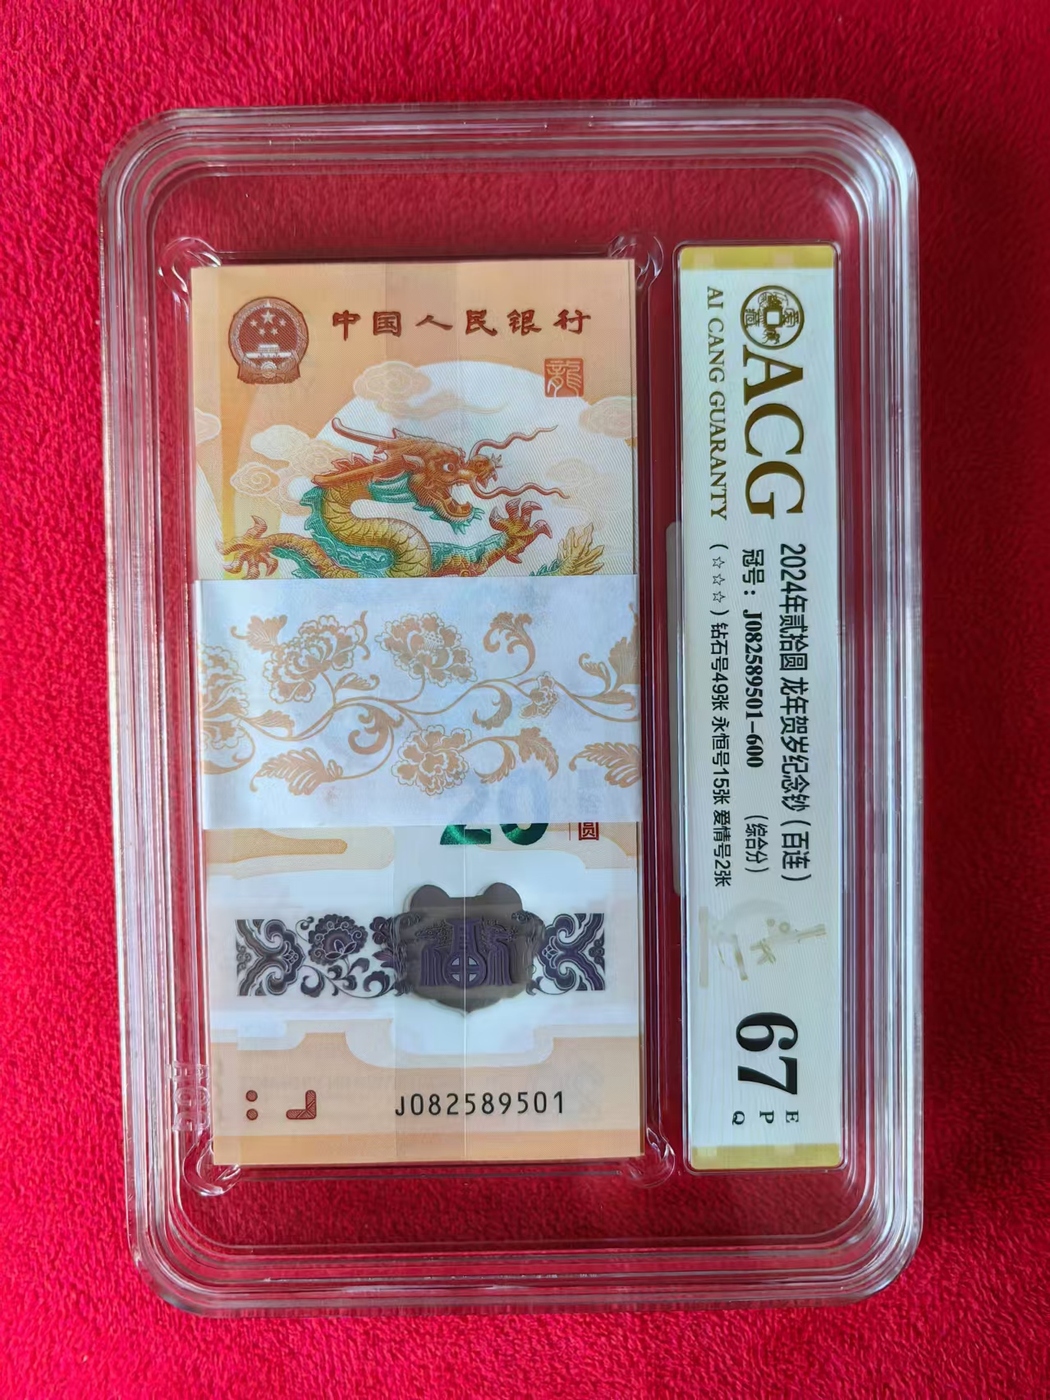 中国人民银行
龍
20
圆
J082589501
ACG
AI CANG GUARANTY
2024年贰拾圆 龙年贺岁纪念钞（百连）
冠号：J082589501-600 （综合分）
（☆☆☆）钻石号49张 永恒号15张 爱情号2张
67
E
P
Q